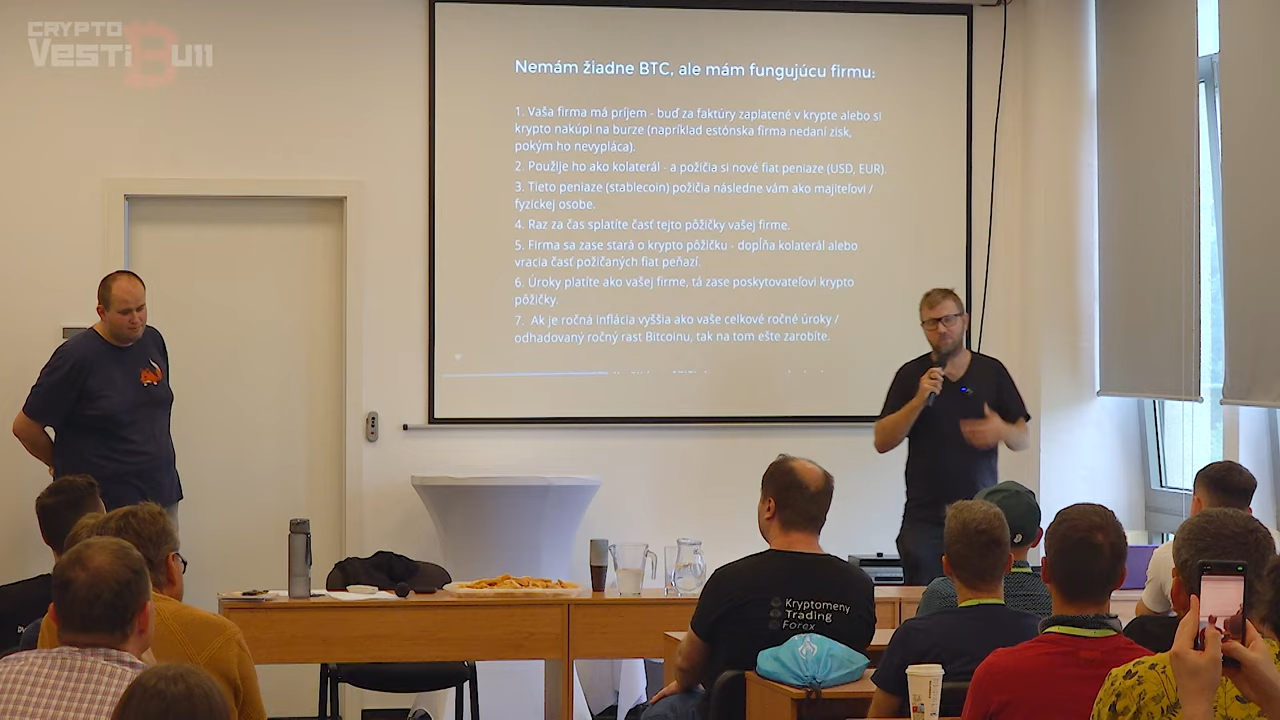 CRYPTO
VESTIBULL
Nemám žiadne BTC, ale mám fungujúcu firmu:
1. Vaša firma má príjem - buď za faktúry zaplatené v krypte alebo si
krypto nakúpi na burze (napríklad estónska firma nedaní zisk,
pokým ho nevypláca).
2. Použije ho ako kolaterál - a požičia si nové fiat peniaze (USD, EUR).
3. Tieto peniaze (stablecoin) požičia následne vám ako majiteľovi /
fyzickej osobe.
4. Raz za čas splatíte časť tejto pôžičky vašej firme.
5. Firma sa zase stará o krypto pôžičku - dopĺňa kolaterál alebo
vracia časť požičaných fiat peňazí.
6. Úroky platíte ako vašej firme, tá zase poskytovateľovi krypto
pôžičky.
7. Ak je ročná inflácia vyššia ako vaše celkové ročné úroky /
odhadovaný ročný rast Bitcoinu, tak na tom ešte zarobíte.
Kryptomeny
Trading
Forex